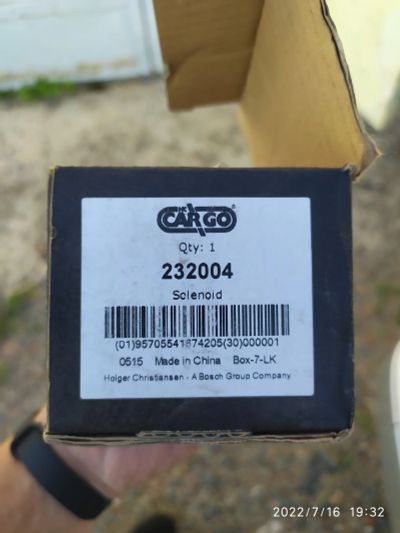 HC
CARGO®
Qty: 1
232004
Solenoid
(01)95705541874205(30)000001
0515 Made in China Box-7-LK
Holger Christiansen - A Bosch Group Company
2022/7/16 19:32